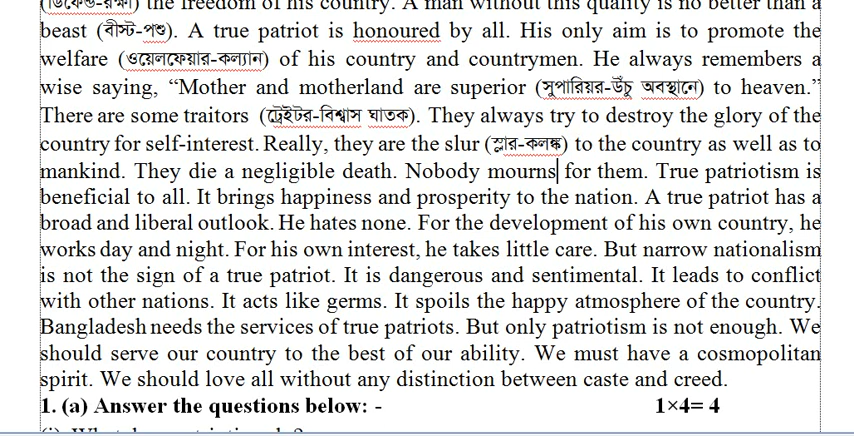 (ডিফেন্ড-রক্ষা) the freedom of his country. A man without this quality is no better than a
beast (বীস্ট-পশু). A true patriot is honoured by all. His only aim is to promote the
welfare (ওয়েলফেয়ার-কল্যান) of his country and countrymen. He always remembers a
wise saying, “Mother and motherland are superior (সুপারিয়র-উঁচু অবস্থানে) to heaven.”
There are some traitors (ট্রেইটর-বিশ্বাস ঘাতক). They always try to destroy the glory of the
country for self-interest. Really, they are the slur (স্লার-কলঙ্ক) to the country as well as to
mankind. They die a negligible death. Nobody mourns for them. True patriotism is
beneficial to all. It brings happiness and prosperity to the nation. A true patriot has a
broad and liberal outlook. He hates none. For the development of his own country, he
works day and night. For his own interest, he takes little care. But narrow nationalism
is not the sign of a true patriot. It is dangerous and sentimental. It leads to conflict
with other nations. It acts like germs. It spoils the happy atmosphere of the country.
Bangladesh needs the services of true patriots. But only patriotism is not enough. We
should serve our country to the best of our ability. We must have a cosmopolitan
spirit. We should love all without any distinction between caste and creed.
1. (a) Answer the questions below: - 1×4= 4